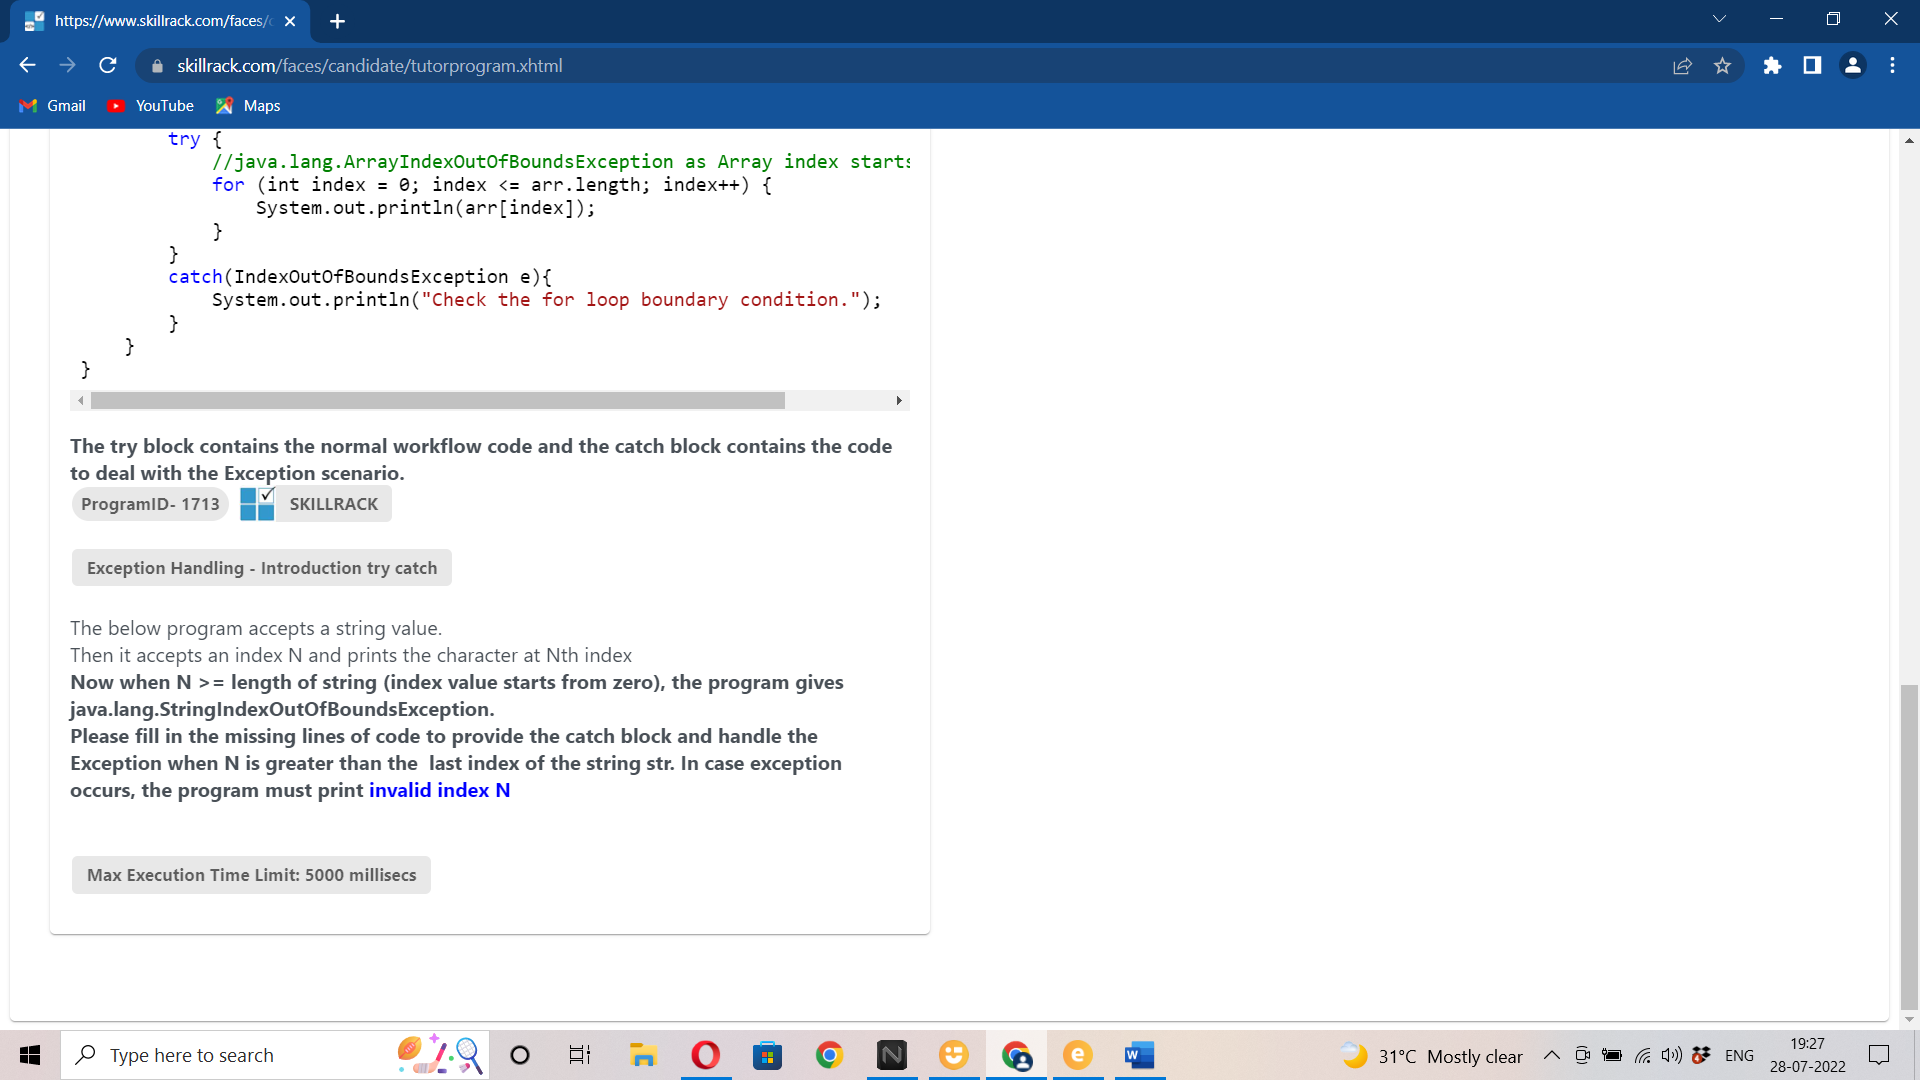 https://www.skillrack.com/faces/c
skillrack.com/faces/candidate/tutorprogram.xhtml
Gmail YouTube Maps
try {
//java.lang.ArrayIndexOutOfBoundsException as Array index starts
for (int index = 0; index <= arr.length; index++) {
System.out.println(arr[index]);
}
}
catch(IndexOutOfBoundsException e){
System.out.println("Check the for loop boundary condition.");
}
}
}
The try block contains the normal workflow code and the catch block contains the code
to deal with the Exception scenario.
ProgramID- 1713 SKILLRACK
Exception Handling - Introduction try catch
The below program accepts a string value.
Then it accepts an index N and prints the character at Nth index
Now when N >= length of string (index value starts from zero), the program gives
java.lang.StringIndexOutOfBoundsException.
Please fill in the missing lines of code to provide the catch block and handle the
Exception when N is greater than the last index of the string str. In case exception
occurs, the program must print invalid index N
Max Execution Time Limit: 5000 millisecs
Type here to search
31°C Mostly clear
ENG
19:27
28-07-2022